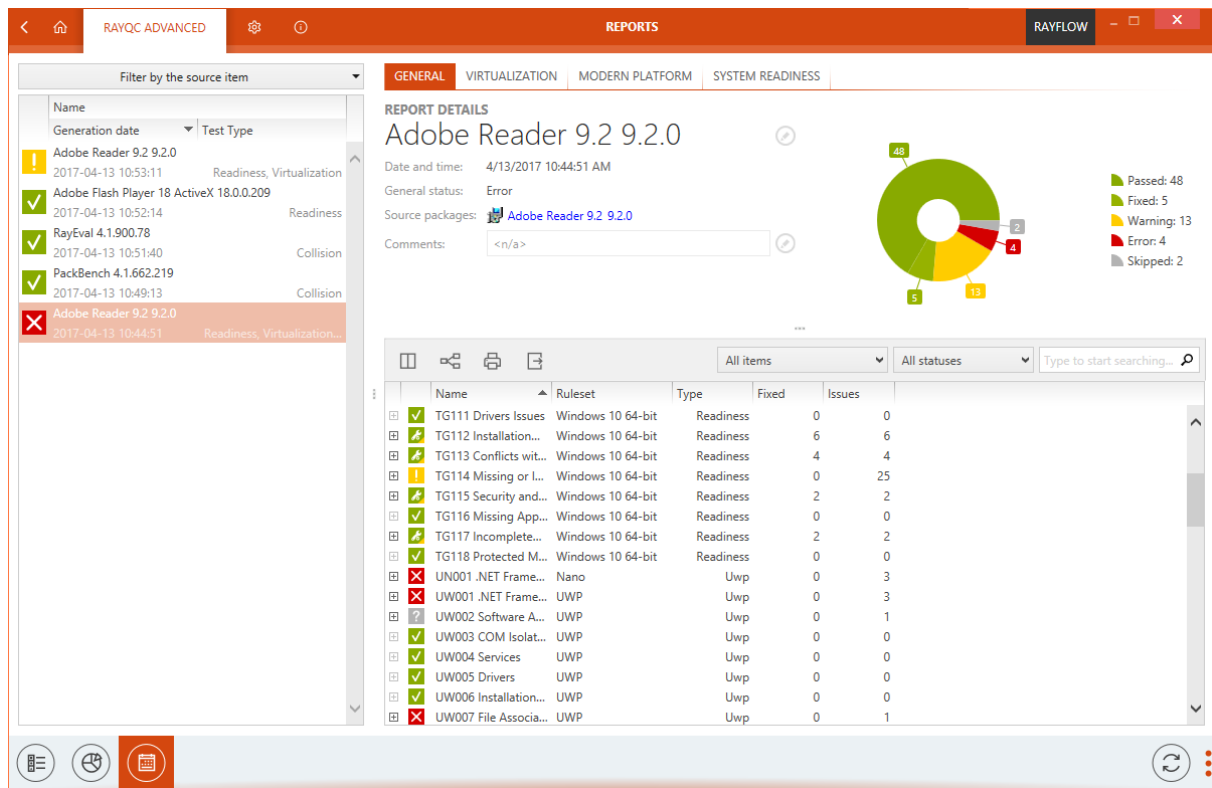 RAYQC ADVANCED
REPORTS
RAYFLOW
Filter by the source item
Name
Generation date Test Type
Adobe Reader 9.2 9.2.0
2017-04-13 10:53:11 Readiness, Virtualization
Adobe Flash Player 18 ActiveX 18.0.0.209
2017-04-13 10:52:14 Readiness
RayEval 4.1.900.78
2017-04-13 10:51:40 Collision
PackBench 4.1.662.219
2017-04-13 10:49:13 Collision
Adobe Reader 9.2 9.2.0
2017-04-13 10:44:51 Readiness, Virtualization...
GENERAL VIRTUALIZATION MODERN PLATFORM SYSTEM READINESS
REPORT DETAILS
Adobe Reader 9.2 9.2.0
Date and time: 4/13/2017 10:44:51 AM
General status: Error
Source packages: Adobe Reader 9.2 9.2.0
Comments: <n/a>
48
2
4
13
5
Passed: 48
Fixed: 5
Warning: 13
Error: 4
Skipped: 2
All items All statuses Type to start searching...
Name Ruleset Type Fixed Issues
TG111 Drivers Issues Windows 10 64-bit Readiness 0 0
TG112 Installation... Windows 10 64-bit Readiness 6 6
TG113 Conflicts wit... Windows 10 64-bit Readiness 4 4
TG114 Missing or I... Windows 10 64-bit Readiness 0 25
TG115 Security and... Windows 10 64-bit Readiness 2 2
TG116 Missing App... Windows 10 64-bit Readiness 0 0
TG117 Incomplete... Windows 10 64-bit Readiness 2 2
TG118 Protected M... Windows 10 64-bit Readiness 0 0
UN001 .NET Frame... Nano Uwp 0 3
UW001 .NET Frame... UWP Uwp 0 3
UW002 Software A... UWP Uwp 0 1
UW003 COM Isolat... UWP Uwp 0 0
UW004 Services UWP Uwp 0 0
UW005 Drivers UWP Uwp 0 0
UW006 Installation... UWP Uwp 0 0
UW007 File Associa... UWP Uwp 0 1